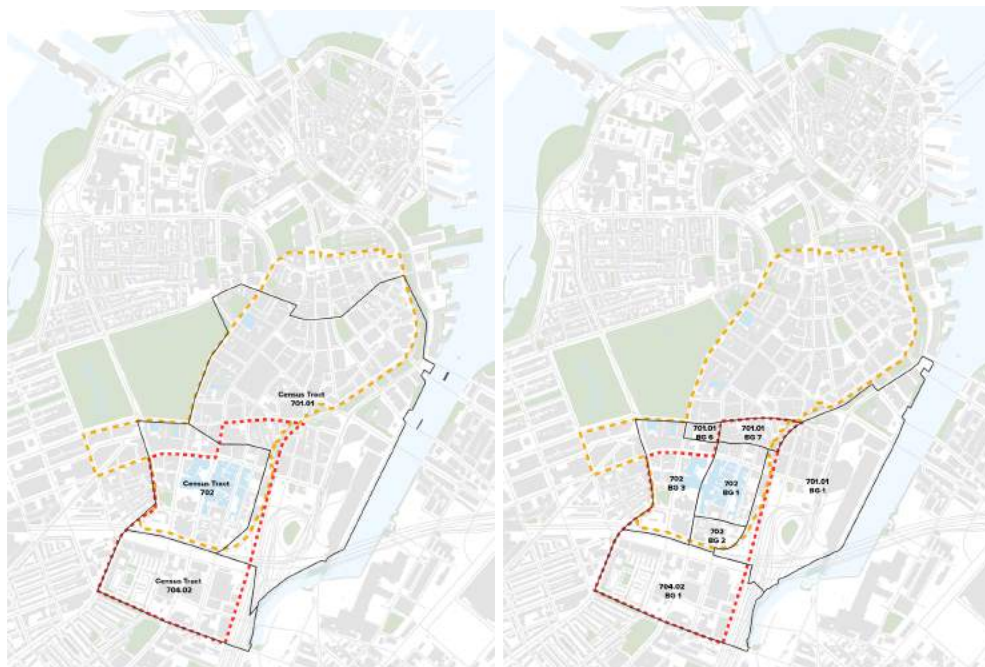 Census Tract
701.01
Census Tract
702
Census Tract
704.02
701.01
BG 6
701.01
BG 7
702
BG 3
702
BG 1
701.01
BG 1
702
BG 2
704.02
BG 1